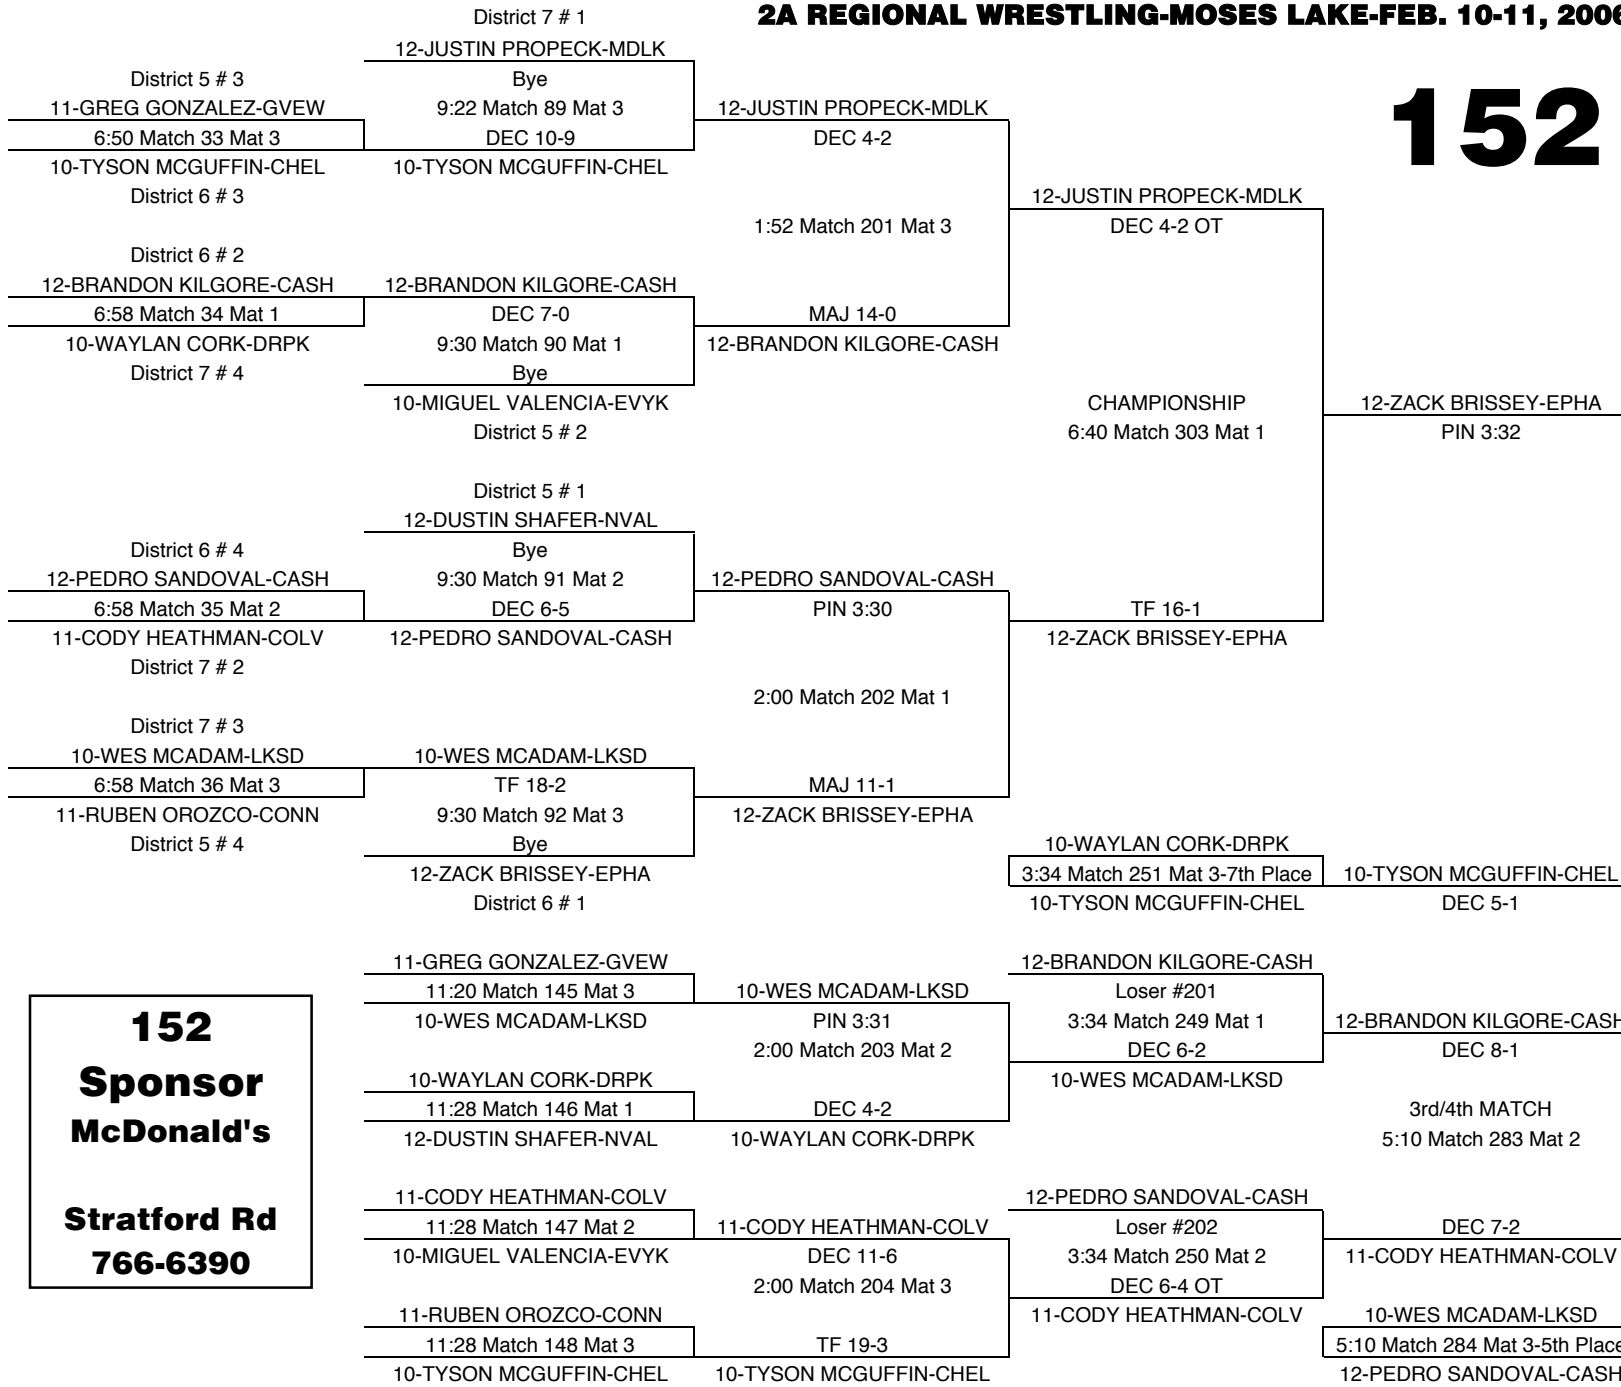 2A REGIONAL WRESTLING-MOSES LAKE-FEB. 10-11, 2006
152
District 7 # 1
12-JUSTIN PROPECK-MDLK
District 5 # 3
Bye
11-GREG GONZALEZ-GVEW
9:22 Match 89 Mat 3
12-JUSTIN PROPECK-MDLK
6:50 Match 33 Mat 3
DEC 10-9
DEC 4-2
10-TYSON MCGUFFIN-CHEL
10-TYSON MCGUFFIN-CHEL
District 6 # 3
12-JUSTIN PROPECK-MDLK
1:52 Match 201 Mat 3
DEC 4-2 OT
District 6 # 2
12-BRANDON KILGORE-CASH
12-BRANDON KILGORE-CASH
6:58 Match 34 Mat 1
DEC 7-0
MAJ 14-0
10-WAYLAN CORK-DRPK
9:30 Match 90 Mat 1
12-BRANDON KILGORE-CASH
District 7 # 4
Bye
10-MIGUEL VALENCIA-EVYK
CHAMPIONSHIP
12-ZACK BRISSEY-EPHA
District 5 # 2
6:40 Match 303 Mat 1
PIN 3:32
District 5 # 1
12-DUSTIN SHAFER-NVAL
District 6 # 4
Bye
12-PEDRO SANDOVAL-CASH
9:30 Match 91 Mat 2
12-PEDRO SANDOVAL-CASH
6:58 Match 35 Mat 2
DEC 6-5
PIN 3:30
TF 16-1
11-CODY HEATHMAN-COLV
12-PEDRO SANDOVAL-CASH
12-ZACK BRISSEY-EPHA
District 7 # 2
2:00 Match 202 Mat 1
District 7 # 3
10-WES MCADAM-LKSD
10-WES MCADAM-LKSD
6:58 Match 36 Mat 3
TF 18-2
MAJ 11-1
11-RUBEN OROZCO-CONN
9:30 Match 92 Mat 3
12-ZACK BRISSEY-EPHA
District 5 # 4
Bye
10-WAYLAN CORK-DRPK
12-ZACK BRISSEY-EPHA
3:34 Match 251 Mat 3-7th Place
10-TYSON MCGUFFIN-CHEL
District 6 # 1
10-TYSON MCGUFFIN-CHEL
DEC 5-1
11-GREG GONZALEZ-GVEW
12-BRANDON KILGORE-CASH
11:20 Match 145 Mat 3
10-WES MCADAM-LKSD
Loser #201
10-WES MCADAM-LKSD
PIN 3:31
3:34 Match 249 Mat 1
12-BRANDON KILGORE-CASH
2:00 Match 203 Mat 2
DEC 6-2
DEC 8-1
10-WAYLAN CORK-DRPK
10-WES MCADAM-LKSD
11:28 Match 146 Mat 1
DEC 4-2
3rd/4th MATCH
12-DUSTIN SHAFER-NVAL
10-WAYLAN CORK-DRPK
5:10 Match 283 Mat 2
11-CODY HEATHMAN-COLV
12-PEDRO SANDOVAL-CASH
11:28 Match 147 Mat 2
11-CODY HEATHMAN-COLV
Loser #202
DEC 7-2
10-MIGUEL VALENCIA-EVYK
DEC 11-6
3:34 Match 250 Mat 2
11-CODY HEATHMAN-COLV
2:00 Match 204 Mat 3
DEC 6-4 OT
11-RUBEN OROZCO-CONN
11-CODY HEATHMAN-COLV
10-WES MCADAM-LKSD
11:28 Match 148 Mat 3
TF 19-3
5:10 Match 284 Mat 3-5th Place
10-TYSON MCGUFFIN-CHEL
10-TYSON MCGUFFIN-CHEL
12-PEDRO SANDOVAL-CASH
152
Sponsor
McDonald's
Stratford Rd
766-6390